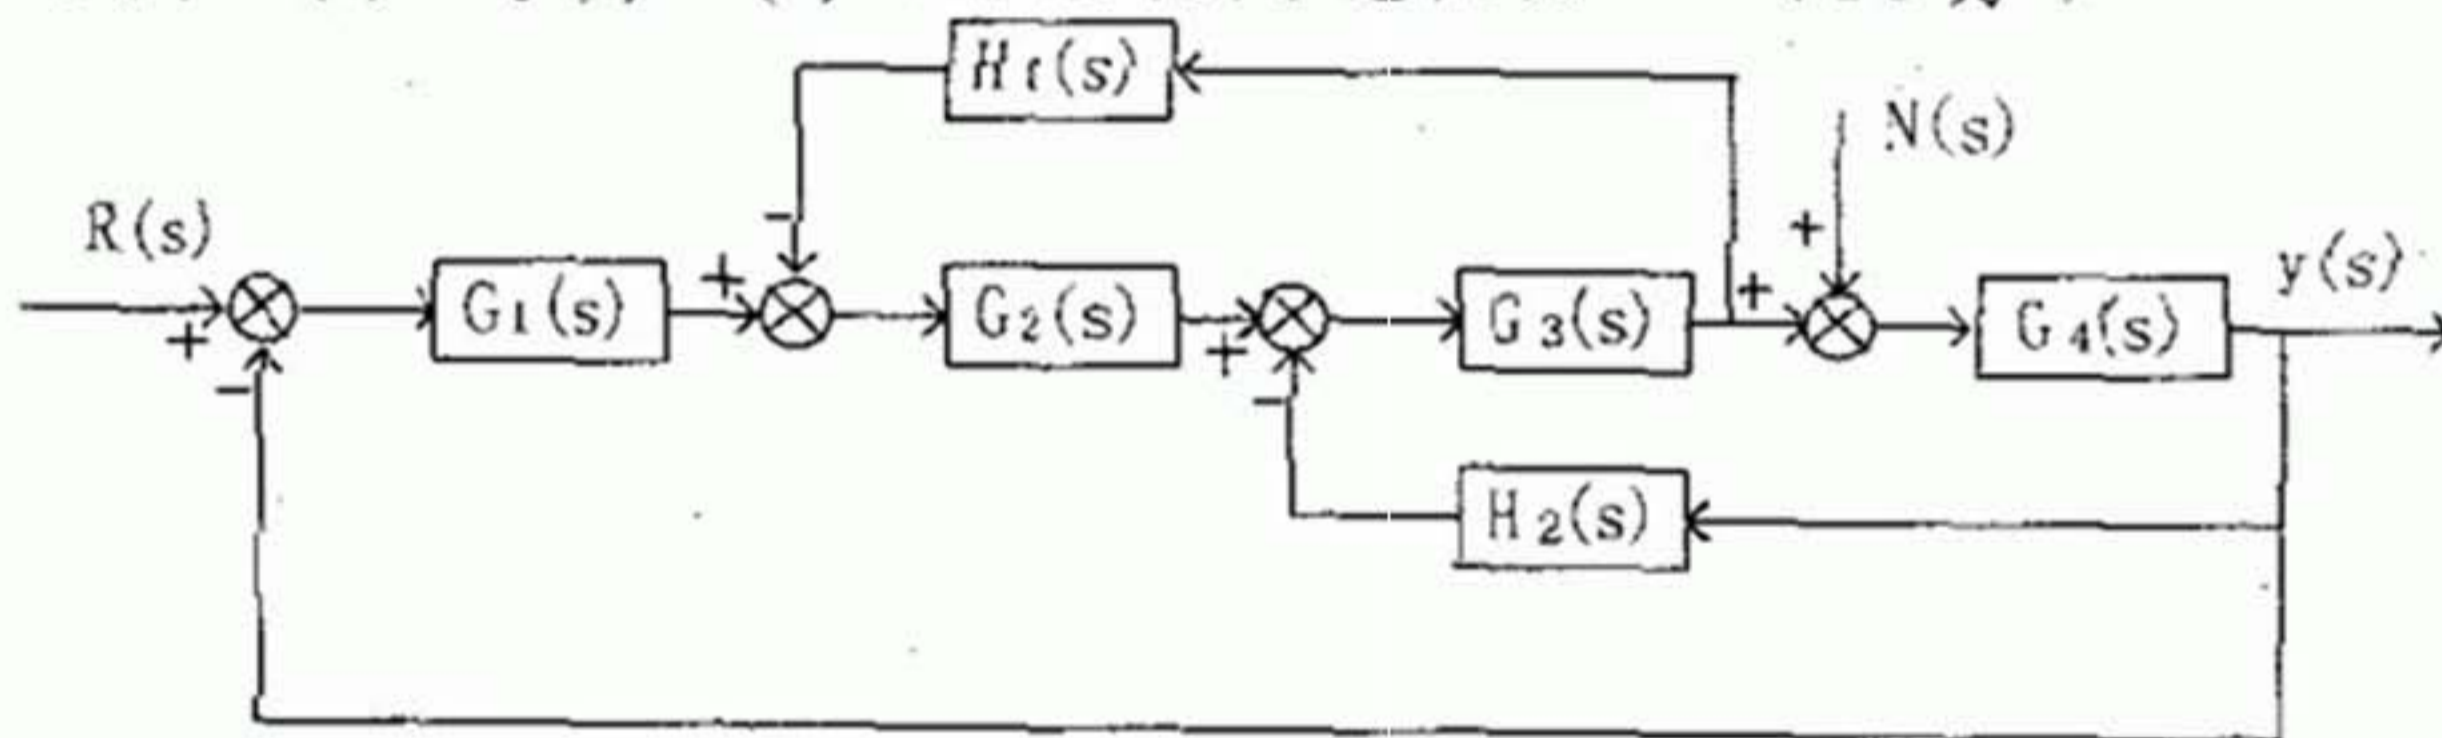 H1(s)
N(s)
R(s)
G1(s)
G2(s)
G3(s)
G4(s)
y(s)
H2(s)
+
-
+
-
+
-
+
+